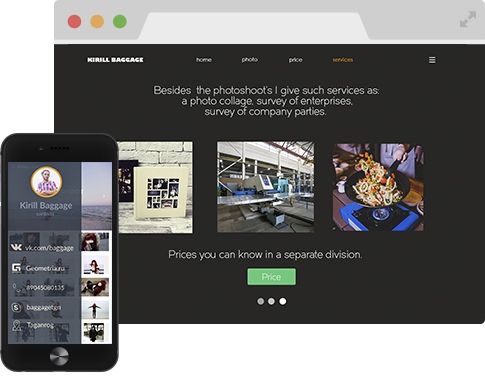 KIRILL BAGGAGE
home photo price services
Besides the photoshoot's I give such services as:
a photo collage, survey of enterprises,
survey of company parties.
Prices you can know in a separate division.
Price
Kirill Baggage
vk.com/baggage
Geometria.ru
89045080135
baggagetgn
Taganrog